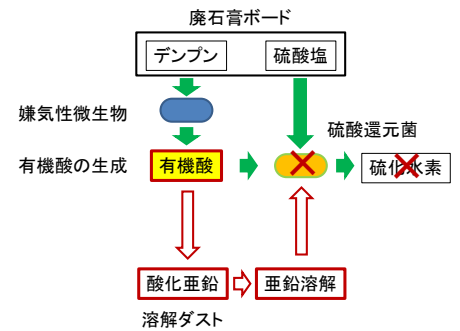 廃石膏ボード
デンプン
硫酸塩
嫌気性微生物
硫酸還元菌
有機酸の生成
有機酸
硫化水素
酸化亜鉛
亜鉛溶解
溶解ダスト